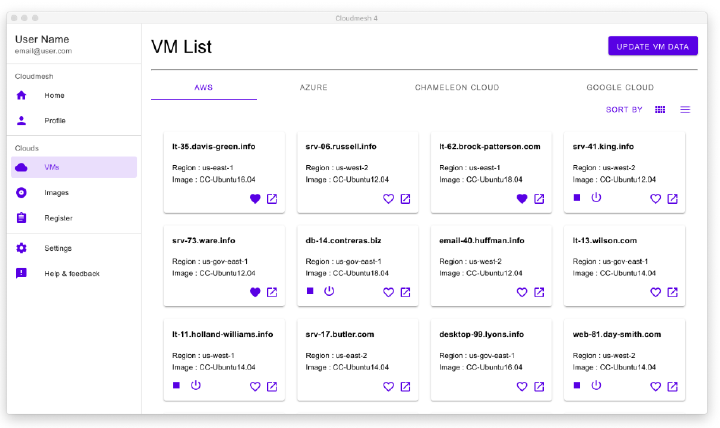 Cloudmesh 4
User Name
email@user.com
Cloudmesh
Home
Profile
Clouds
VMs
Images
Register
Settings
Help & feedback
VM List
UPDATE VM DATA
AWS
AZURE
CHAMELEON CLOUD
GOOGLE CLOUD
SORT BY
lt-35.davis-green.info
Region : us-east-1
Image : CC-Ubuntu16.04
srv-06.russell.info
Region : us-west-2
Image : CC-Ubuntu12.04
lt-62.brock-patterson.com
Region : us-east-1
Image : CC-Ubuntu18.04
srv-41.king.info
Region : us-west-2
Image : CC-Ubuntu12.04
srv-73.ware.info
Region : us-gov-east-1
Image : CC-Ubuntu12.04
db-14.contreras.biz
Region : us-gov-east-1
Image : CC-Ubuntu18.04
email-40.huffman.info
Region : us-west-2
Image : CC-Ubuntu12.04
lt-13.wilson.com
Region : us-gov-east-1
Image : CC-Ubuntu14.04
lt-11.holland-williams.info
Region : us-west-1
Image : CC-Ubuntu14.04
srv-17.butler.com
Region : us-east-2
Image : CC-Ubuntu14.04
desktop-99.lyons.info
Region : us-gov-east-1
Image : CC-Ubuntu16.04
web-81.day-smith.com
Region : us-west-2
Image : CC-Ubuntu14.04